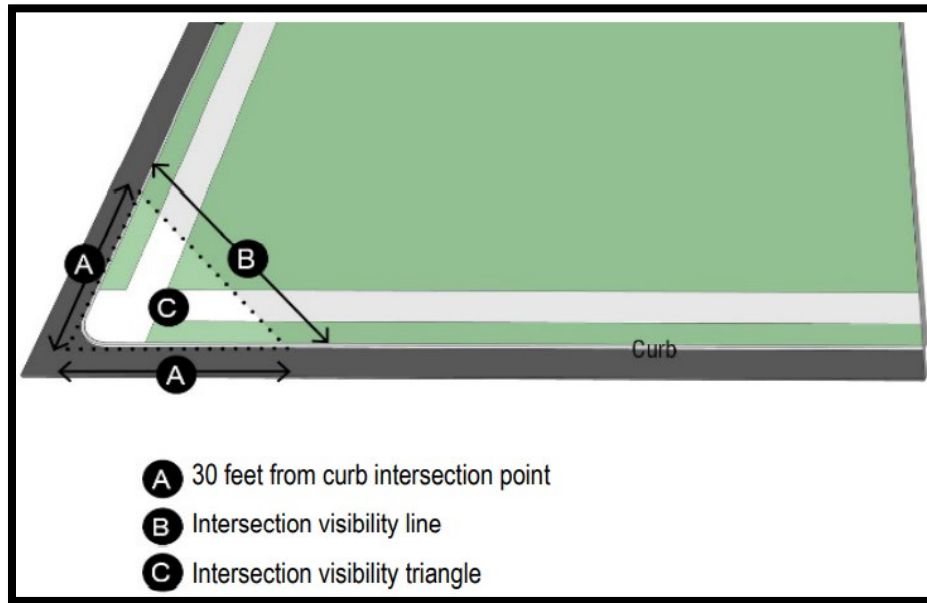 B
A
C
Curb
A
A 30 feet from curb intersection point
B Intersection visibility line
C Intersection visibility triangle